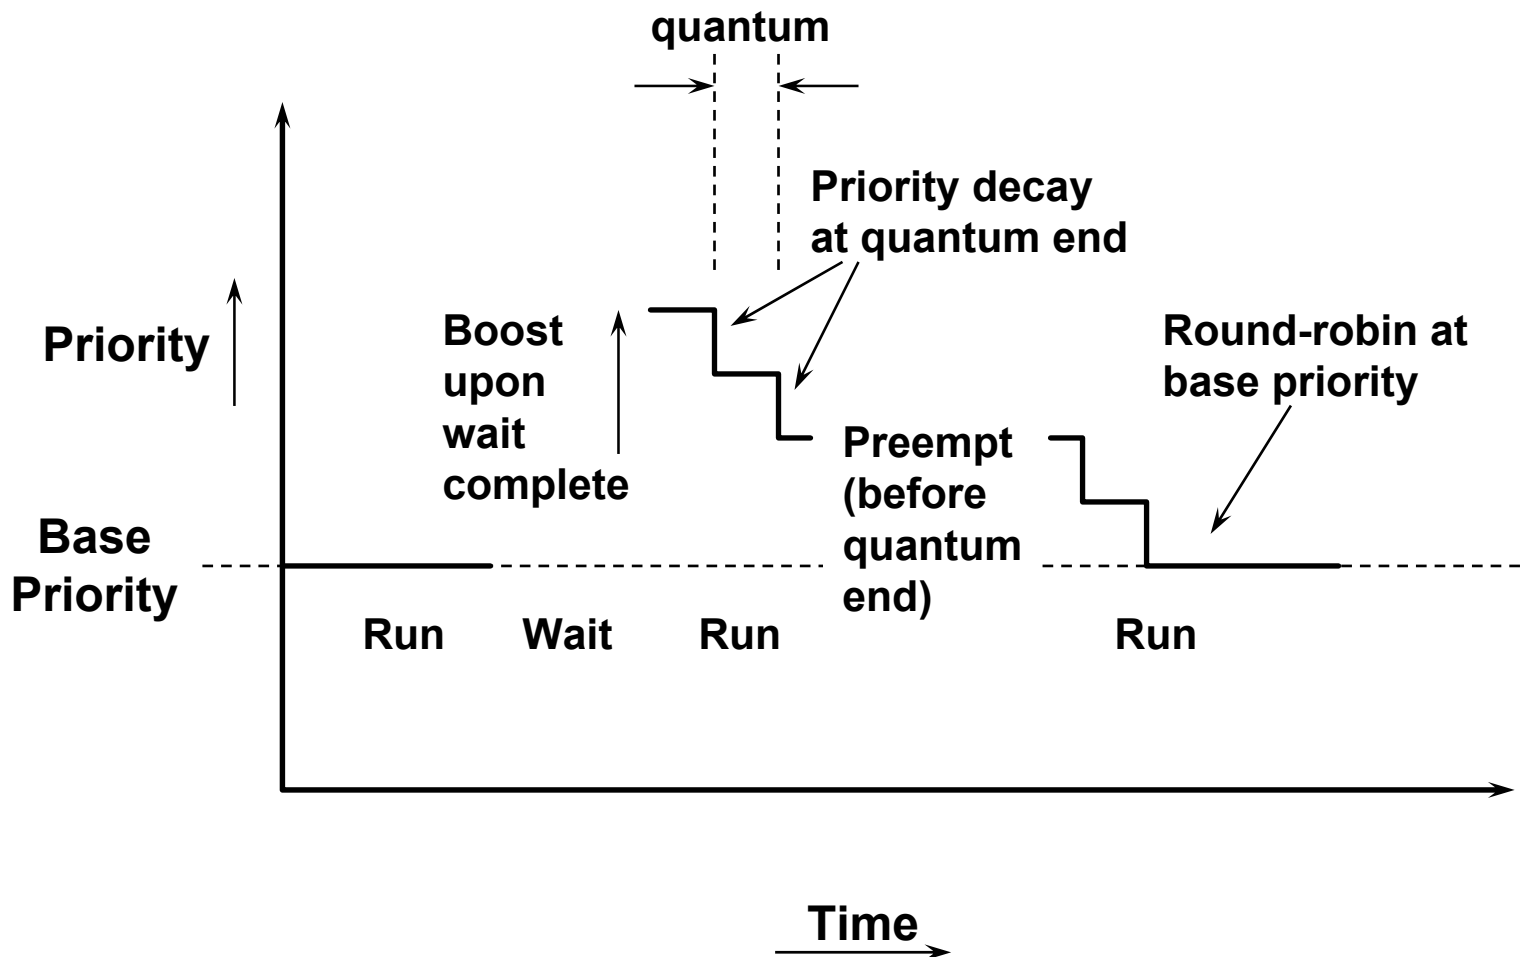 quantum
Priority decay
at quantum end
Priority
Boost
upon
wait
complete
Round-robin at
base priority
Preempt
(before
quantum
end)
Base
Priority
Run
Wait
Run
Run
Time